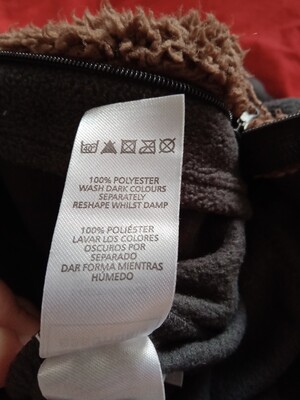 100% POLYESTER
WASH DARK COLOURS
SEPARATELY
RESHAPE WHILST DAMP
100% POLIÉSTER
LAVAR LOS COLORES
OSCUROS POR
SEPARADO
DAR FORMA MIENTRAS
HÚMEDO